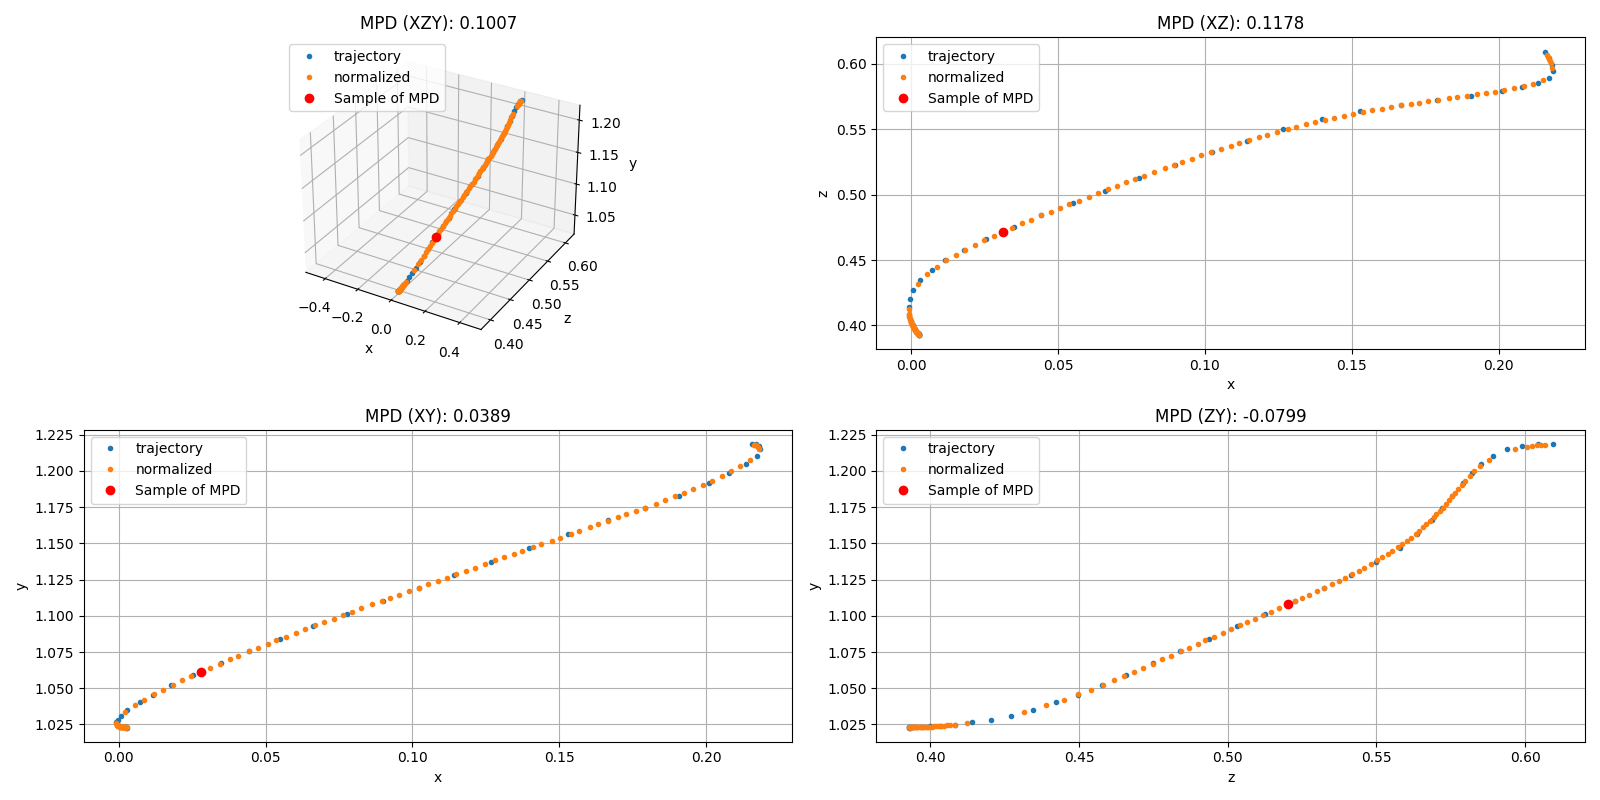 MPD (XZY): 0.1007
trajectory
normalized
Sample of MPD
1.20
1.15
1.10
1.05
y
0.60
0.55
0.50
0.45
0.40
z
−0.4
−0.2
0.0
0.2
0.4
x
MPD (XZ): 0.1178
trajectory
normalized
Sample of MPD
0.60
0.55
0.50
0.45
0.40
z
0.00 0.05 0.10 0.15 0.20
x
MPD (XY): 0.0389
trajectory
normalized
Sample of MPD
1.225
1.200
1.175
1.150
1.125
1.100
1.075
1.050
1.025
y
0.00 0.05 0.10 0.15 0.20
x
MPD (ZY): -0.0799
trajectory
normalized
Sample of MPD
1.225
1.200
1.175
1.150
1.125
1.100
1.075
1.050
1.025
y
0.40 0.45 0.50 0.55 0.60
z